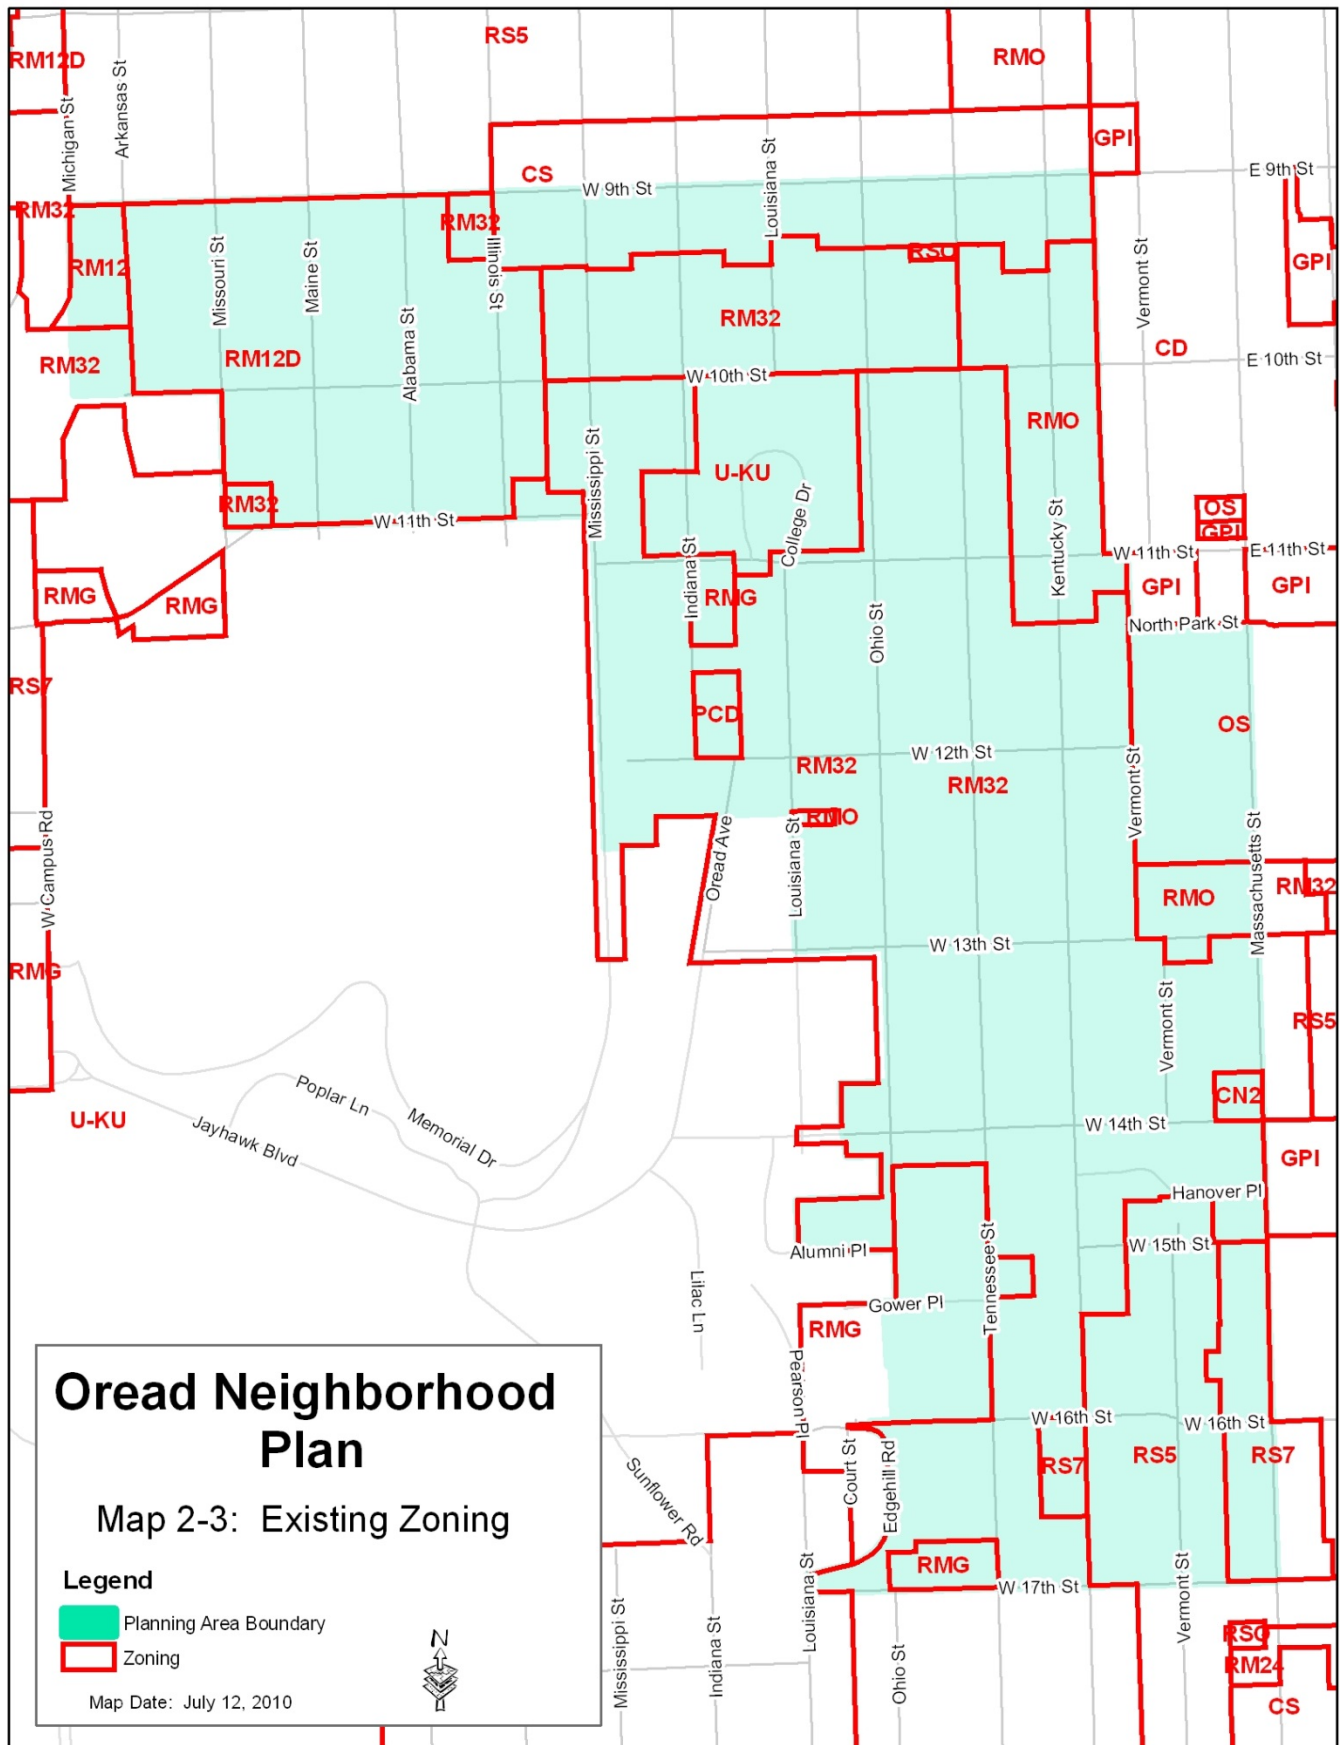 RS5
RM12D
RMO
Arkansas St
Michigan St
GPI
Louisiana St
CS
E 9th St
W 9th St
RM32
RM32
RM12
Missouri St
Maine St
Illinois St
RSO
Vermont St
GPI
RM32
Alabama St
CD
RM32
RM12D
E 10th St
W 10th St
RMO
U-KU
Mississippi St
College Dr
RM32
OS
W 11th St
GPI
Kentucky St
W 11th St
E 11th St
Indiana St
RMG
RMG
RMG
GPI
GPI
North Park St
Ohio St
RS7
PCD
OS
W 12th St
RM32
RM32
Vermont St
RMO
W Campus Rd
Oread Ave
Louisiana St
Massachusetts St
RM32
RMO
W 13th St
RMG
Vermont St
RS5
CN2
Poplar Ln
Memorial Dr
U-KU
Jayhawk Blvd
W 14th St
GPI
Hanover Pl
W 15th St
Alumni Pl
Tennessee St
Lilac Ln
Gower Pl
RMG
Pearson Pl
W 16th St
W 16th St
Court St
Edgehill Rd
RS7
RS5
RS7
Sunflower Rd
RMG
W 17th St
Louisiana St
Vermont St
Mississippi St
Indiana St
Ohio St
RSO
RM24
CS
Oread Neighborhood
Plan
Map 2-3: Existing Zoning
Legend
Planning Area Boundary
Zoning
N
Map Date: July 12, 2010